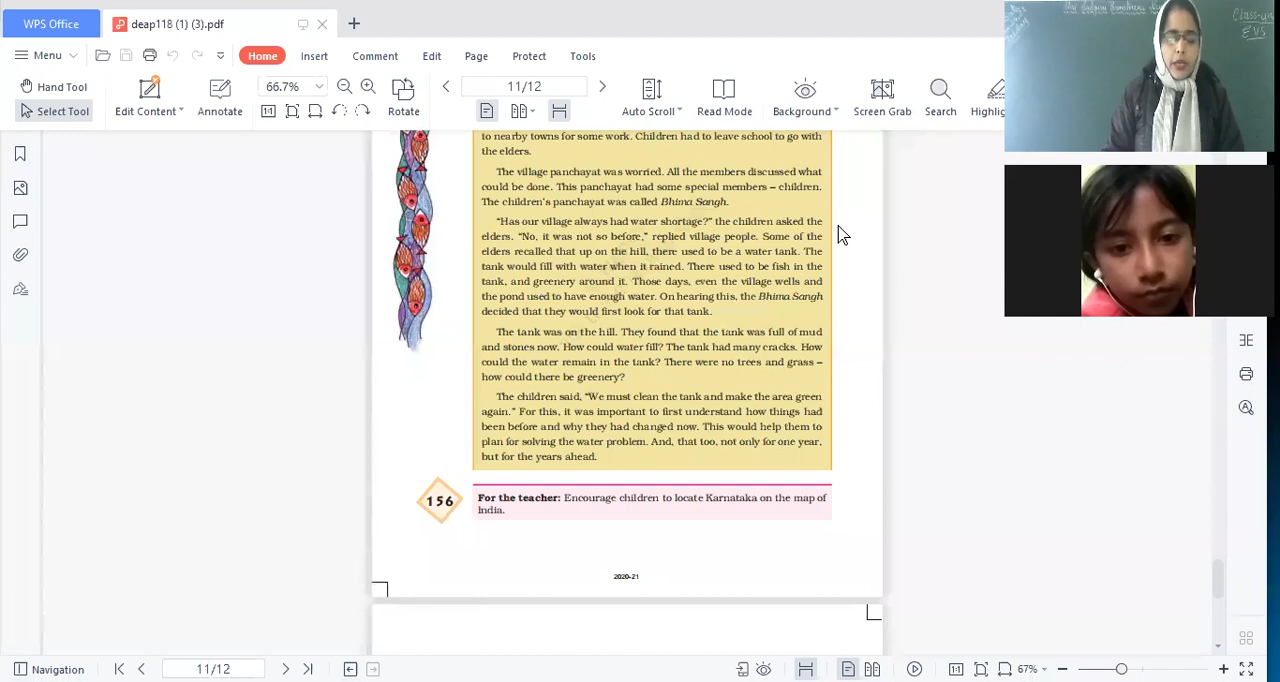 WPS Office
deap118 (1) (3).pdf
Menu
Home
Insert
Comment
Edit
Page
Protect
Tools
Hand Tool
Select Tool
Edit Content
Annotate
66.7%
Rotate
11/12
Auto Scroll
Read Mode
Background
Screen Grab
Search
Highlig
Class-
EVS
to nearby towns for some work. Children had to leave school to go with
the elders.
The village panchayat was worried. All the members discussed what
could be done. This panchayat had some special members – children.
The children's panchayat was called Bhima Sangh.
"Has our village always had water shortage?" the children asked the
elders. "No, it was not so before," replied village people. Some of the
elders recalled that up on the hill, there used to be a water tank. The
tank would fill with water when it rained. There used to be fish in the
tank, and greenery around it. Those days, even the village wells and
the pond used to have enough water. On hearing this, the Bhima Sangh
decided that they would first look for that tank.
The tank was on the hill. They found that the tank was full of mud
and stones now. How could water fill? The tank had many cracks. How
could the water remain in the tank? There were no trees and grass –
how could there be greenery?
The children said, "We must clean the tank and make the area green
again." For this, it was important to first understand how things had
been before and why they had changed now. This would help them to
plan for solving the water problem. And, that too, not only for one year,
but for the years ahead.
156
For the teacher: Encourage children to locate Karnataka on the map of
India.
2020-21
Navigation
11/12
67%